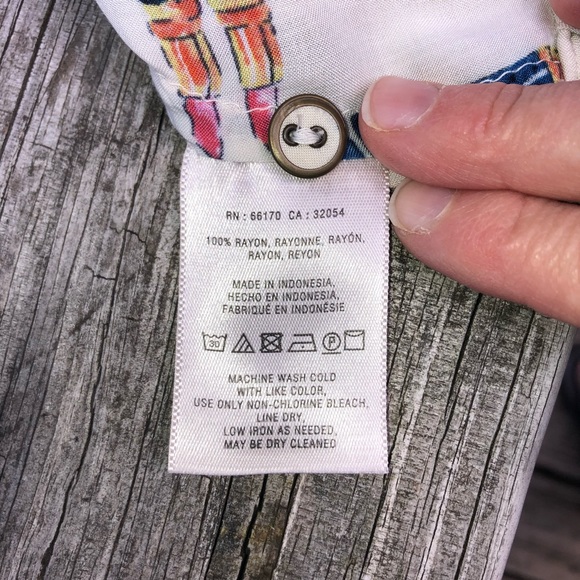 RN : 66170 CA : 32054
100% RAYON, RAYONNE, RAYÓN,
RAYON, REYON
MADE IN INDONESIA,
HECHO EN INDONESIA,
FABRIQUÉ EN INDONÉSIE
30 P
MACHINE WASH COLD
WITH LIKE COLOR,
USE ONLY NON-CHLORINE BLEACH,
LINE DRY,
LOW IRON AS NEEDED,
MAY BE DRY CLEANED